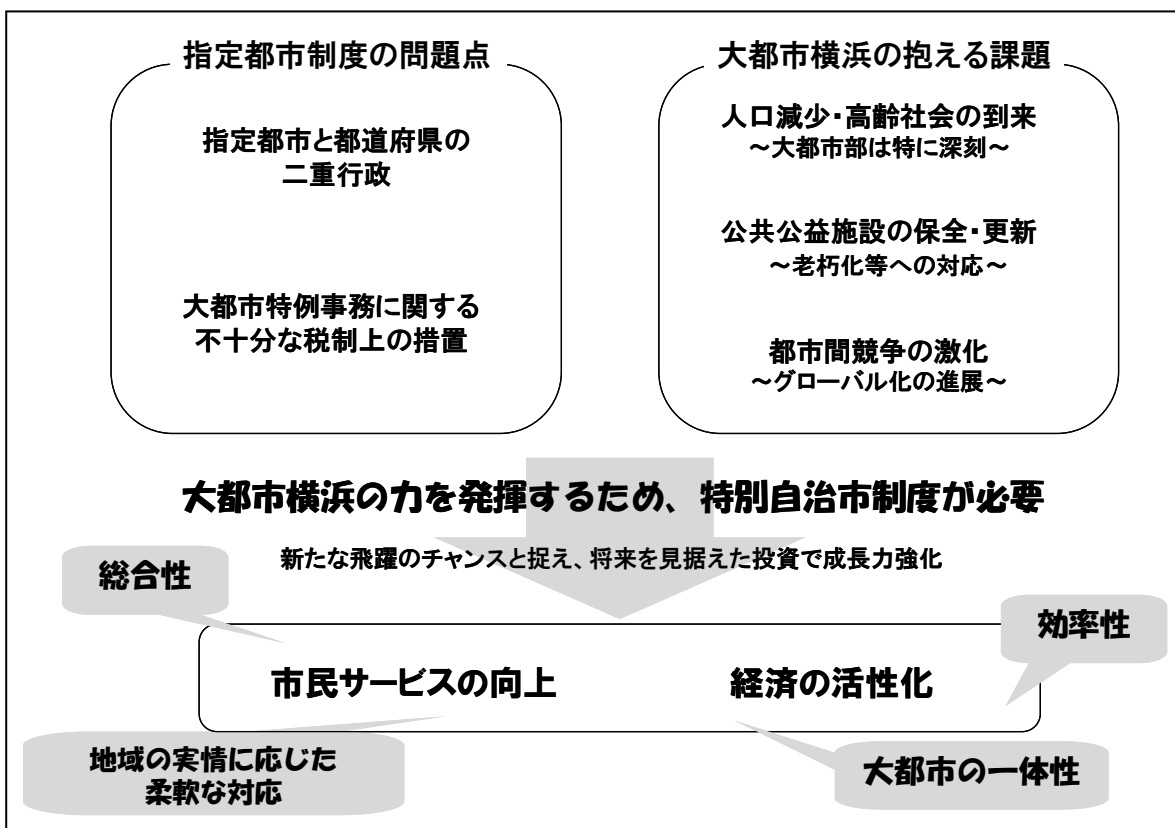 指定都市制度の問題点
指定都市と都道府県の
二重行政
大都市特例事務に関する
不十分な税制上の措置
大都市横浜の抱える課題
人口減少・高齢社会の到来
～大都市部は特に深刻～
公共公益施設の保全・更新
～老朽化等への対応～
都市間競争の激化
～グローバル化の進展～
大都市横浜の力を発揮するため、特別自治市制度が必要
新たな飛躍のチャンスと捉え、将来を見据えた投資で成長力強化
総合性
効率性
市民サービスの向上
経済の活性化
地域の実情に応じた
柔軟な対応
大都市の一体性